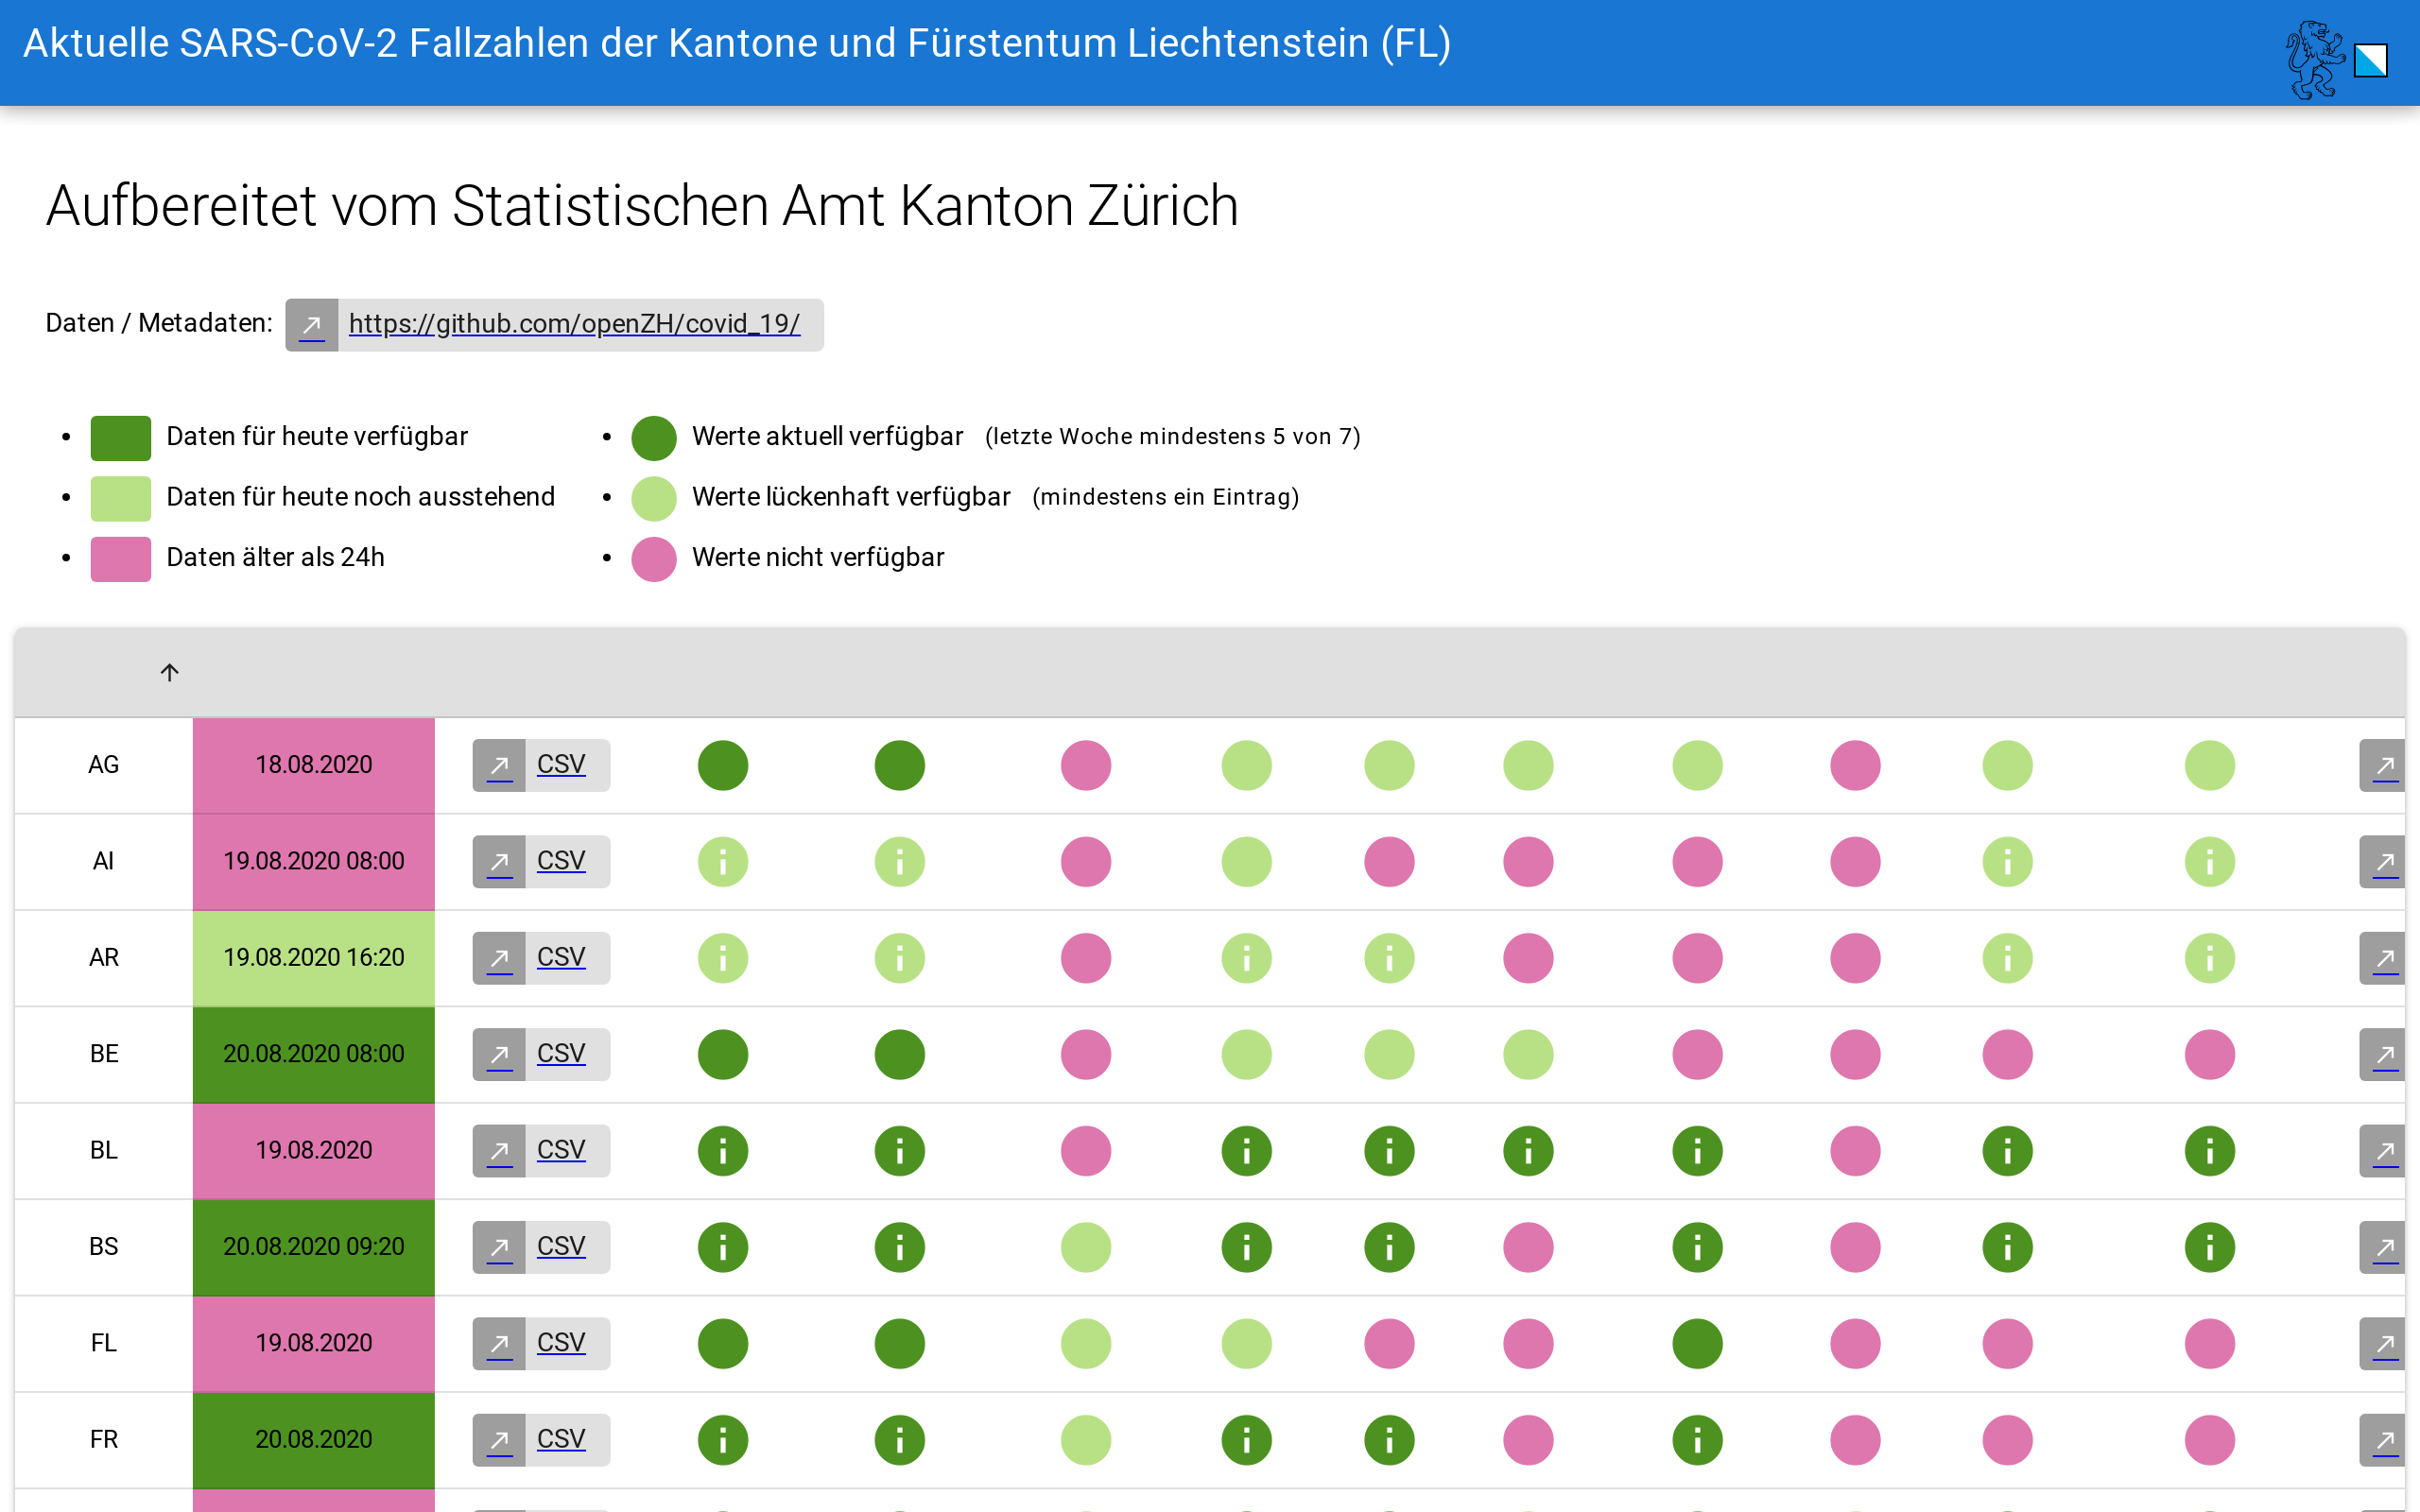 Aktuelle SARS-CoV-2 Fallzahlen der Kantone und Fürstentum Liechtenstein (FL)
Aufbereitet vom Statistischen Amt Kanton Zürich
Daten / Metadaten: https://github.com/openZH/covid_19/
Daten für heute verfügbar
Daten für heute noch ausstehend
Daten älter als 24h
Werte aktuell verfügbar (letzte Woche mindestens 5 von 7)
Werte lückenhaft verfügbar (mindestens ein Eintrag)
Werte nicht verfügbar
AG 18.08.2020 CSV
AI 19.08.2020 08:00 CSV
AR 19.08.2020 16:20 CSV
BE 20.08.2020 08:00 CSV
BL 19.08.2020 CSV
BS 20.08.2020 09:20 CSV
FL 19.08.2020 CSV
FR 20.08.2020 CSV